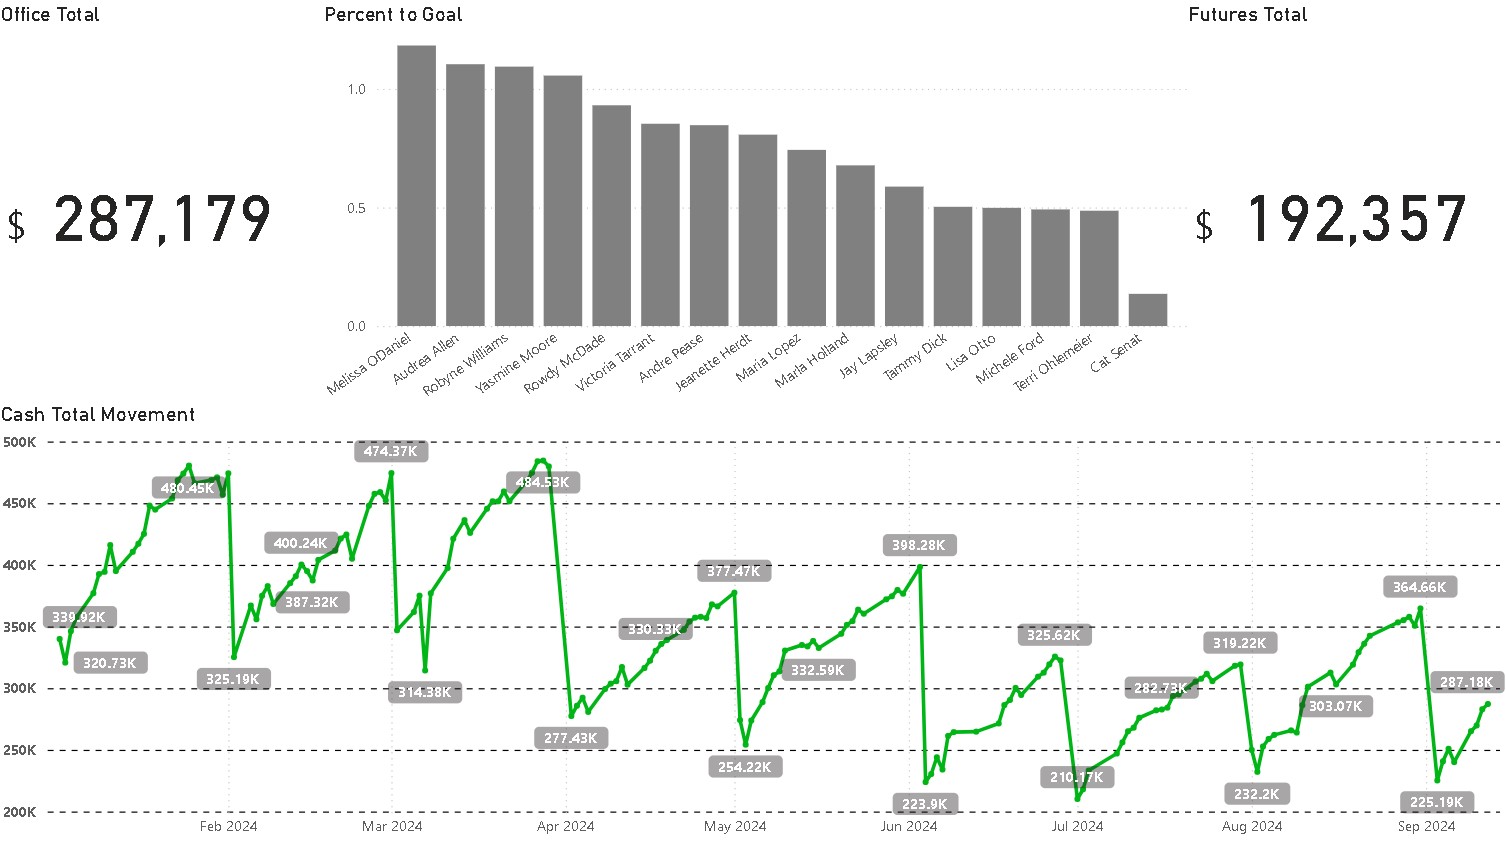 Office Total
Percent to Goal
Futures Total
$ 287,179
1.0
0.5
0.0
Melissa ODaniel
Audrea Allen
Robyne Williams
Yasmine Moore
Rowdy McDade
Victoria Tarrant
Andre Pease
Jeanette Herdt
Maria Lopez
Marla Holland
Jay Lapsley
Tammy Dick
Lisa Otto
Michele Ford
Terri Ohlemeier
Cat Senat
$ 192,357
Cash Total Movement
500K
450K
400K
350K
300K
250K
200K
339.92K
320.73K
480.45K
325.19K
400.24K
387.32K
474.37K
314.38K
484.53K
277.43K
330.33K
377.47K
254.22K
332.59K
398.28K
223.9K
325.62K
210.17K
282.73K
319.22K
232.2K
303.07K
364.66K
225.19K
287.18K
Feb 2024
Mar 2024
Apr 2024
May 2024
Jun 2024
Jul 2024
Aug 2024
Sep 2024